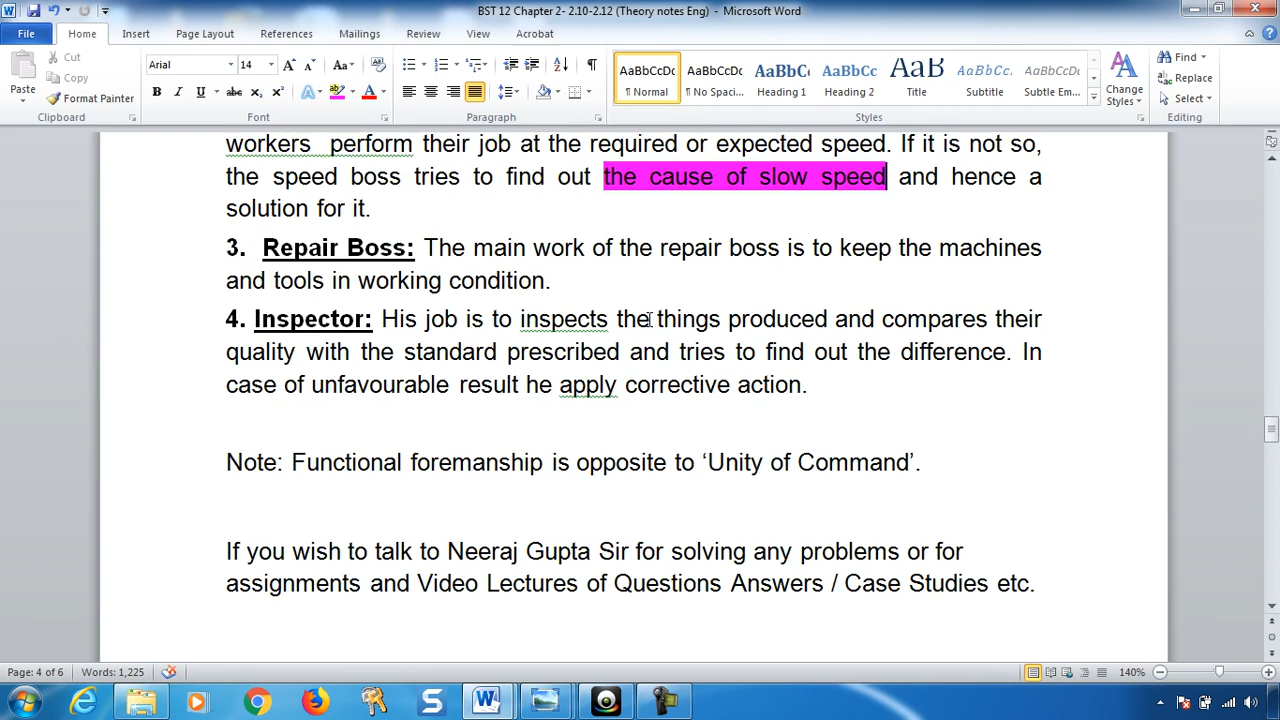 BST 12 Chapter 2- 2.10-2.12 (Theory notes Eng) - Microsoft Word
File Home Insert Page Layout References Mailings Review View Acrobat
Paste
Cut
Copy
Format Painter
Clipboard
Arial 14
Font
Paragraph
AaBbCcDc AaBbCcDc AaBbCc AaBbCc AaB AaBbCcDc AaBbCcDc
¶ Normal ¶ No Spaci... Heading 1 Heading 2 Title Subtitle Subtle Em...
Change Styles
Styles
Find
Replace
Select
Editing
workers perform their job at the required or expected speed. If it is not so,
the speed boss tries to find out the cause of slow speed and hence a
solution for it.
3. Repair Boss: The main work of the repair boss is to keep the machines
and tools in working condition.
4. Inspector: His job is to inspects the things produced and compares their
quality with the standard prescribed and tries to find out the difference. In
case of unfavourable result he apply corrective action.
Note: Functional foremanship is opposite to ‘Unity of Command’.
If you wish to talk to Neeraj Gupta Sir for solving any problems or for
assignments and Video Lectures of Questions Answers / Case Studies etc.
Page: 4 of 6 Words: 1,225 140%